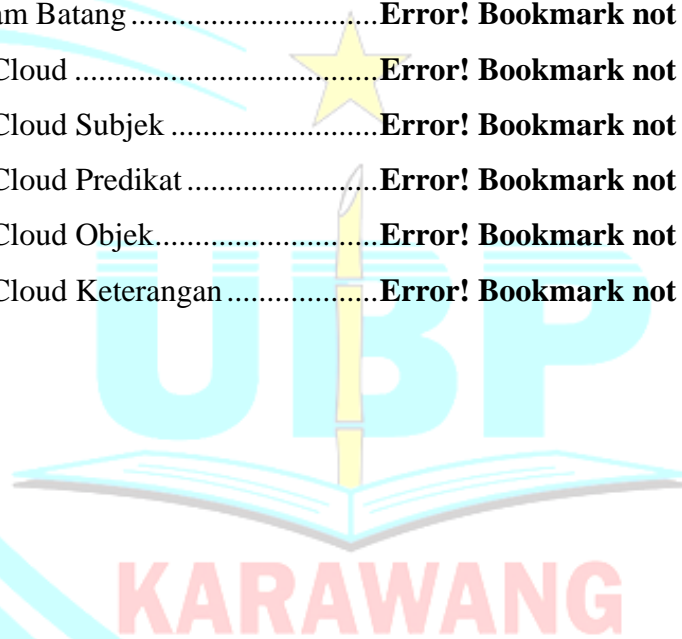 am Batang ...............................Error! Bookmark not
Cloud ......................................Error! Bookmark not
Cloud Subjek ..........................Error! Bookmark not
Cloud Predikat ........................Error! Bookmark not
Cloud Objek............................Error! Bookmark not
Cloud Keterangan ...................Error! Bookmark not
UBP
KARAWANG